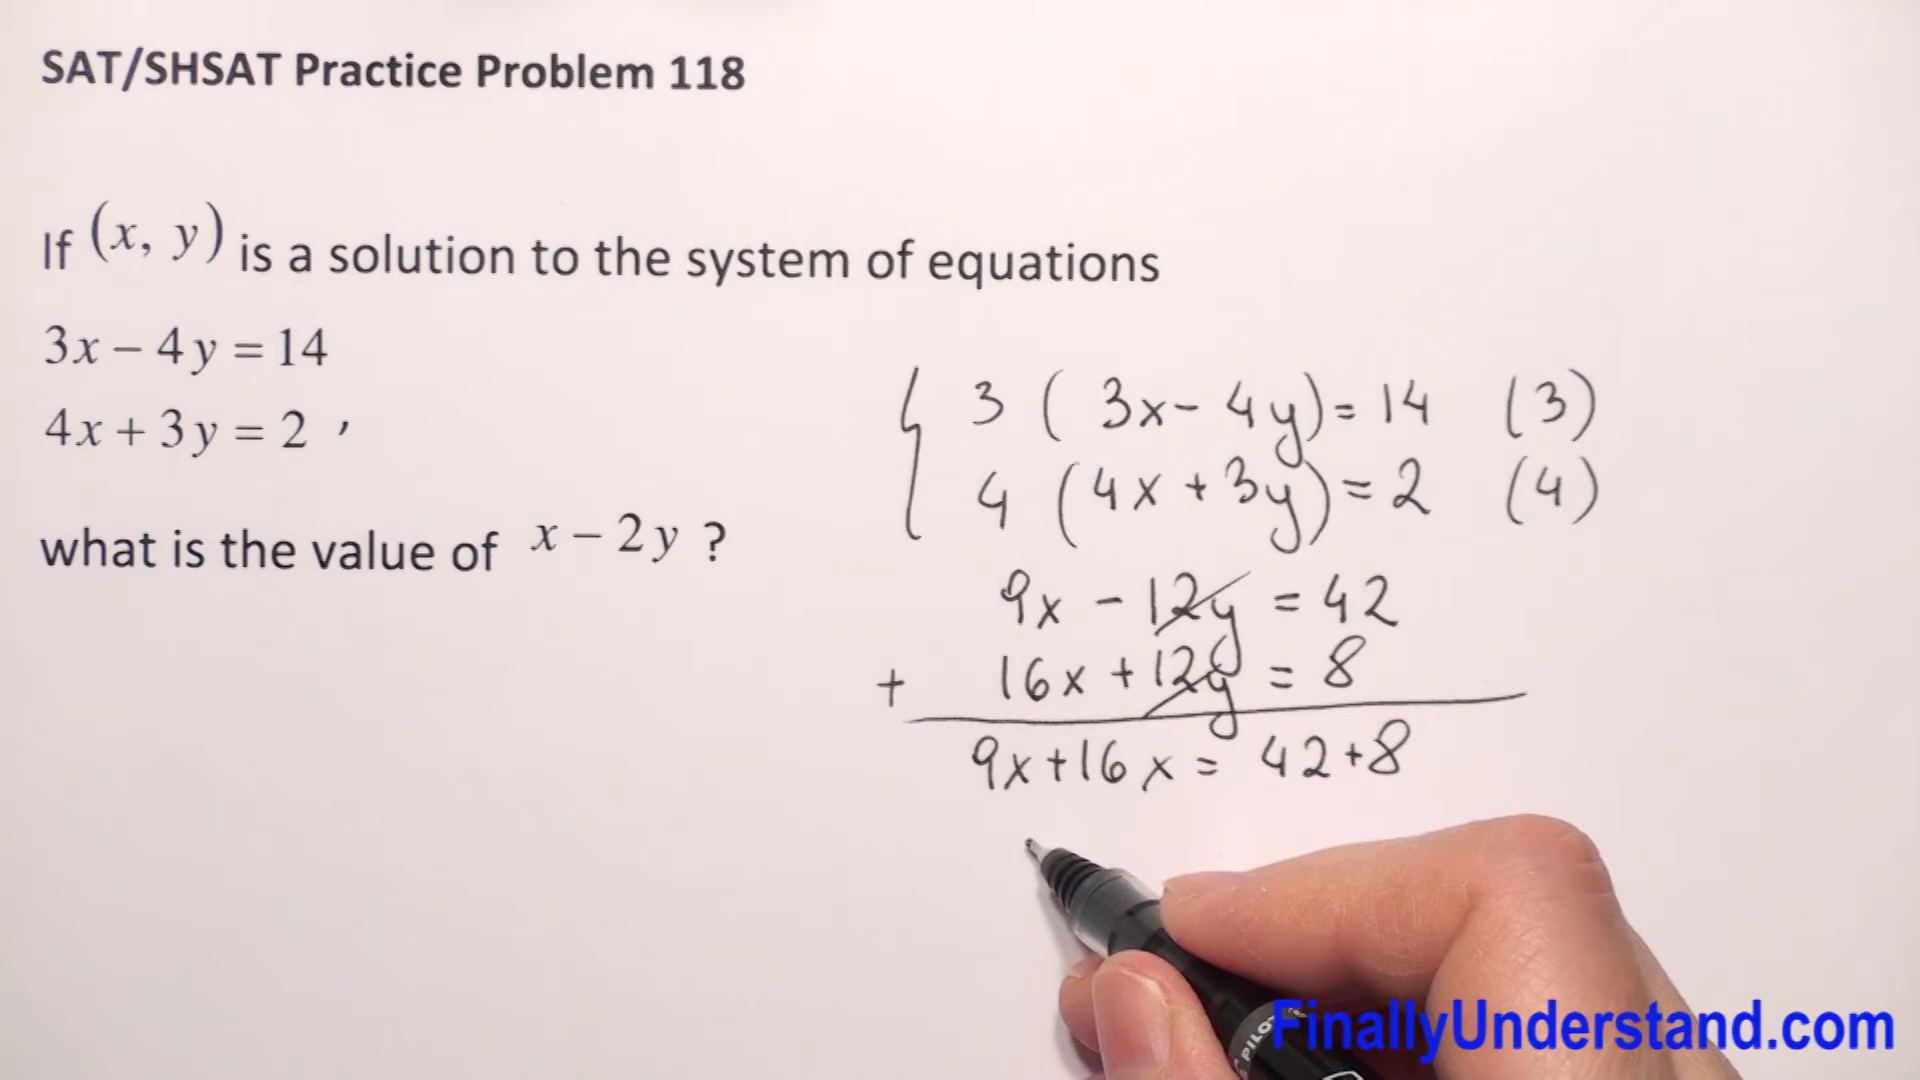 SAT/SHSAT Practice Problem 118
If (x, y) is a solution to the system of equations
3x − 4y = 14
4x + 3y = 2 ,
what is the value of x − 2y ?
{ 3 ( 3x - 4y) = 14 (3)
4 (4x + 3y) = 2 (4)
9x - 12y = 42
+ 16x + 12y = 8
9x + 16x = 42 + 8
PILOT
FinallyUnderstand.com